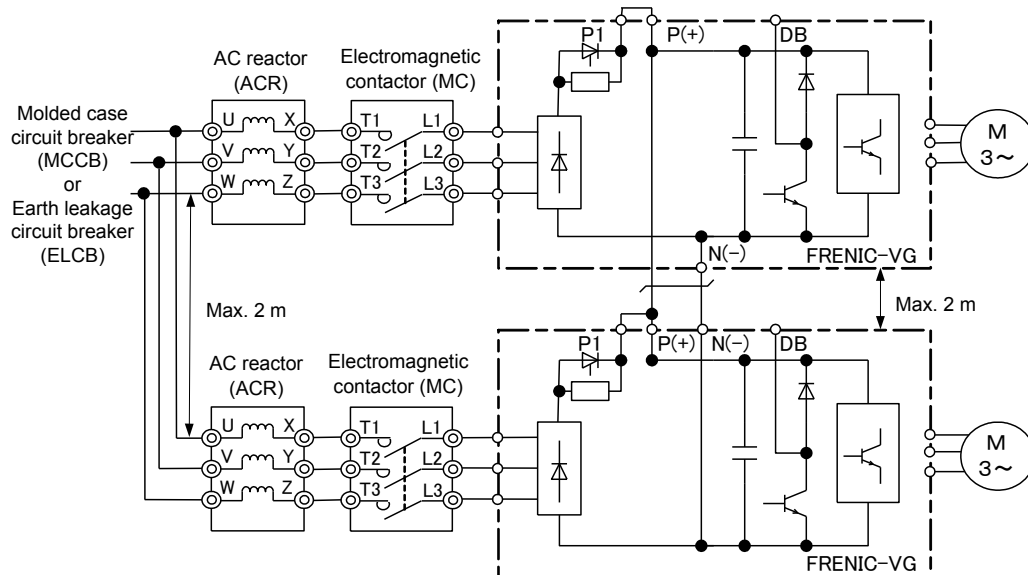 P1
P(+)
DB
AC reactor
(ACR)
Electromagnetic
contactor (MC)
Molded case
circuit breaker
(MCCB)
or
Earth leakage
circuit breaker
(ELCB)
U X
V Y
W Z
T1 L1
T2 L2
T3 L3
M
3~
N(-)
FRENIC-VG
Max. 2 m
Max. 2 m
P1
P(+)
N(-)
DB
AC reactor
(ACR)
Electromagnetic
contactor (MC)
U X
V Y
W Z
T1 L1
T2 L2
T3 L3
M
3~
FRENIC-VG